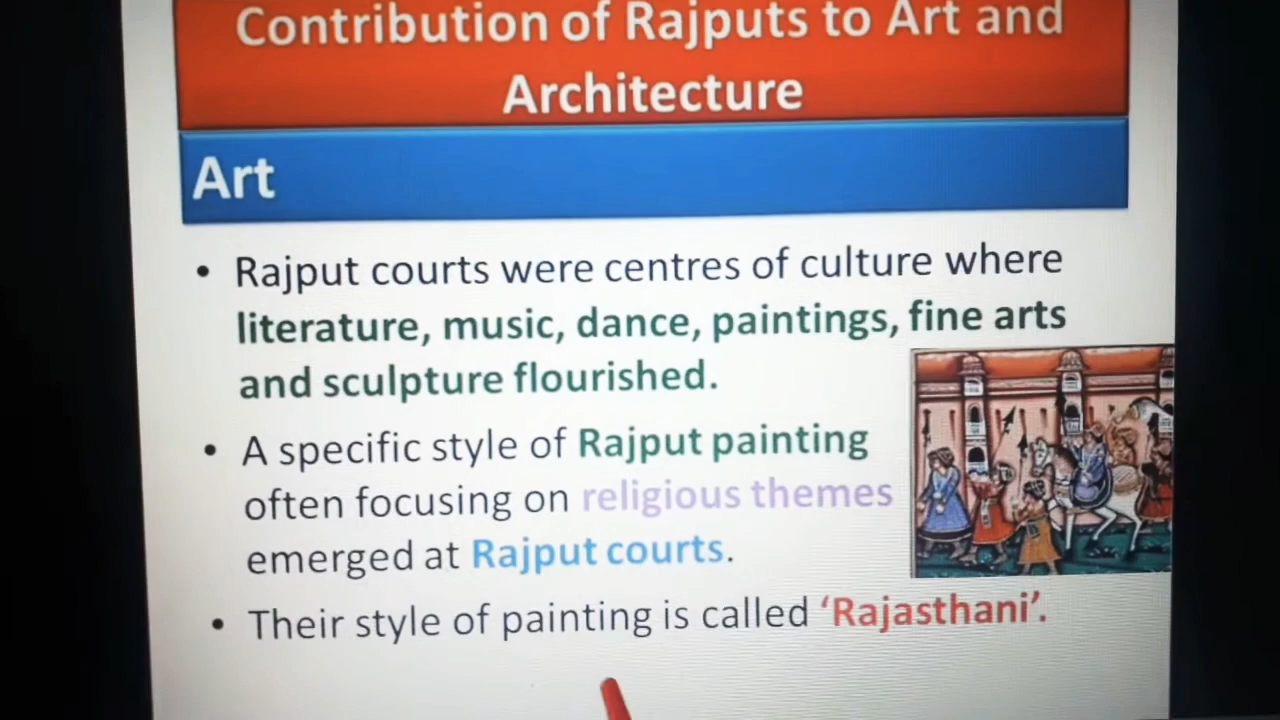 Contribution of Rajputs to Art and
Architecture
Art
• Rajput courts were centres of culture where
literature, music, dance, paintings, fine arts
and sculpture flourished.
• A specific style of Rajput painting
often focusing on religious themes
emerged at Rajput courts.
• Their style of painting is called ‘Rajasthani’.